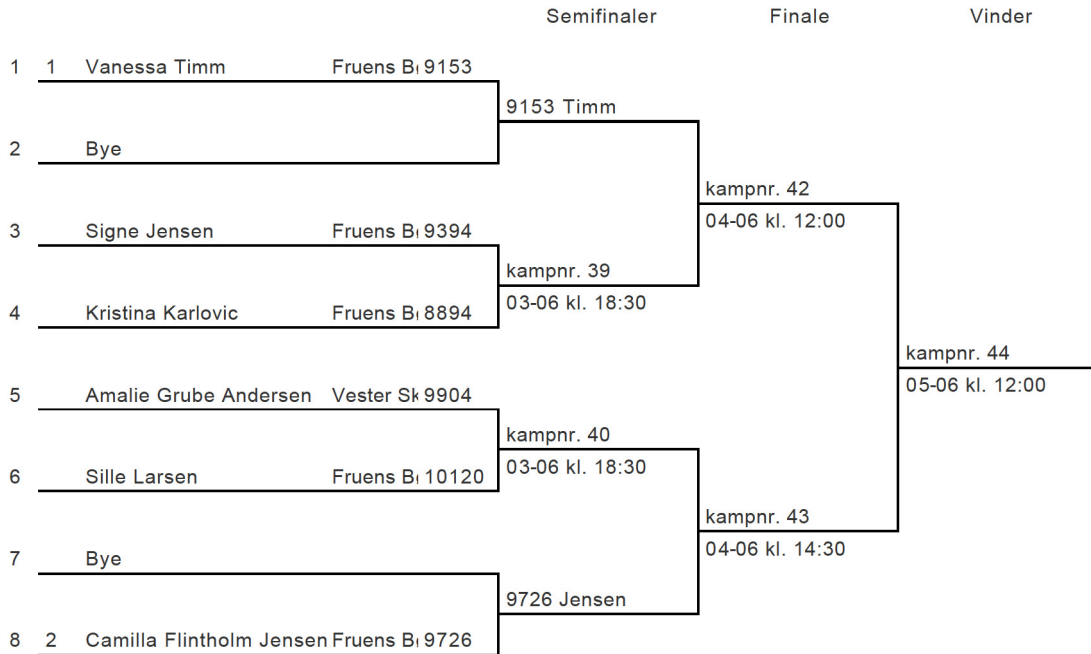 Semifinaler Finale Vinder
1 1 Vanessa Timm Fruens 9153
9153 Timm
2 Bye
kampnr. 42
04-06 kl. 12:00
3 Signe Jensen Fruens 9394
kampnr. 39
03-06 kl. 18:30
4 Kristina Karlovic Fruens 8894
kampnr. 44
05-06 kl. 12:00
5 Amalie Grube Andersen Vester 9904
kampnr. 40
03-06 kl. 18:30
6 Sille Larsen Fruens 10120
kampnr. 43
04-06 kl. 14:30
7 Bye
9726 Jensen
8 2 Camilla Flintholm Jensen Fruens 9726